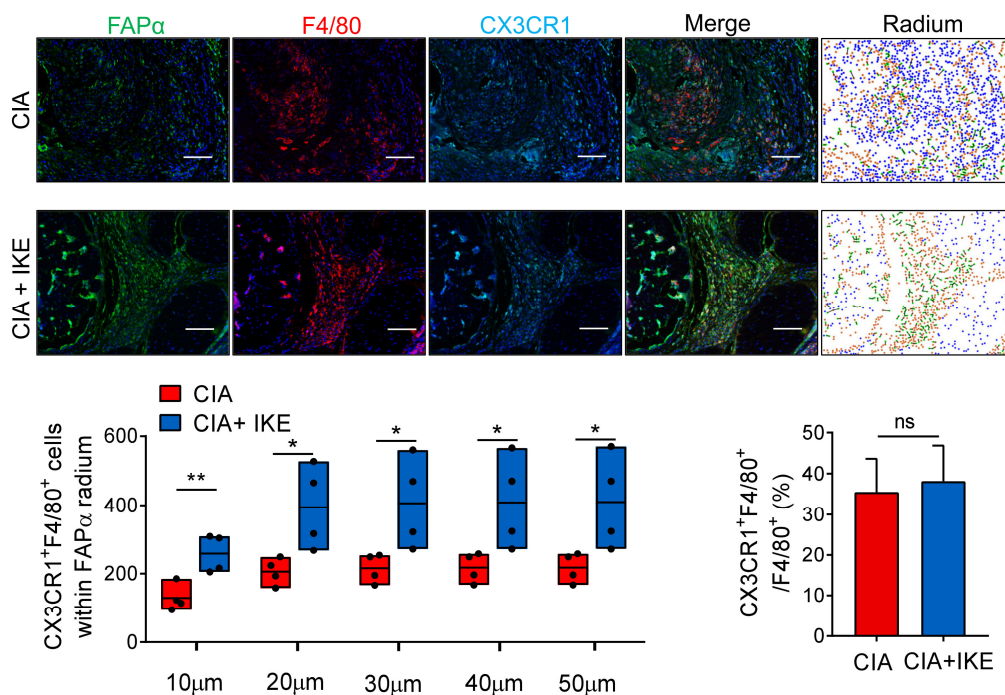 FAPα F4/80 CX3CR1 Merge Radium
CIA
CIA + IKE
CIA
CIA+ IKE
CX3CR1⁺F4/80⁺ cells
within FAPα radium
600
400
200
0
** * * * *
10μm 20μm 30μm 40μm 50μm
CX3CR1⁺F4/80⁺
/F4/80⁺ (%)
50
40
30
20
10
0
ns
CIA CIA+IKE